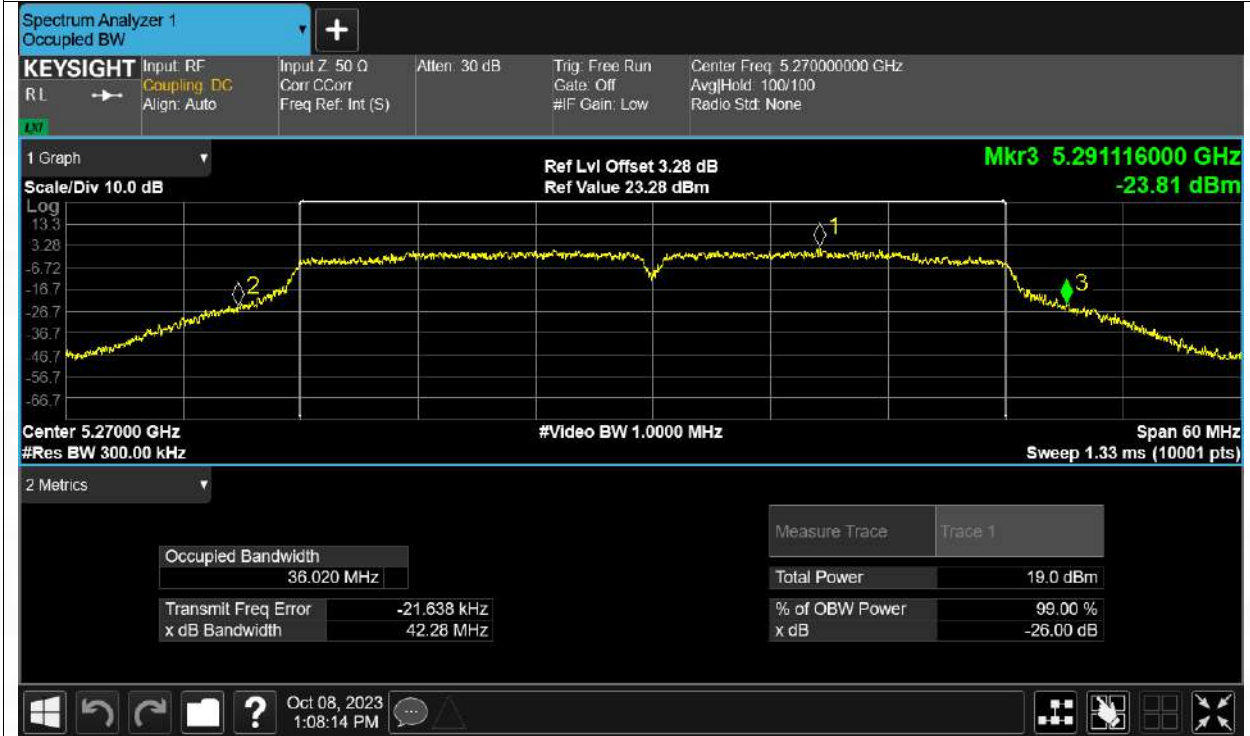 Spectrum Analyzer 1
Occupied BW
+
KEYSIGHT
RL
LXI
Input: RF
Coupling: DC
Align: Auto
Input Z: 50 Ω
Corr CCorr
Freq Ref: Int (S)
Atten: 30 dB
Trig: Free Run
Gate: Off
#IF Gain: Low
Center Freq: 5.270000000 GHz
Avg|Hold: 100/100
Radio Std: None
1 Graph
Scale/Div 10.0 dB
Ref Lvl Offset 3.28 dB
Ref Value 23.28 dBm
Mkr3 5.291116000 GHz
-23.81 dBm
Log
13.3
3.28
-6.72
-16.7
-26.7
-36.7
-46.7
-56.7
-66.7
1
2
3
Center 5.27000 GHz
#Res BW 300.00 kHz
#Video BW 1.0000 MHz
Span 60 MHz
Sweep 1.33 ms (10001 pts)
2 Metrics
Measure Trace Trace 1
Occupied Bandwidth
36.020 MHz
Total Power 19.0 dBm
Transmit Freq Error -21.638 kHz
% of OBW Power 99.00 %
x dB Bandwidth 42.28 MHz
x dB -26.00 dB
?
Oct 08, 2023
1:08:14 PM